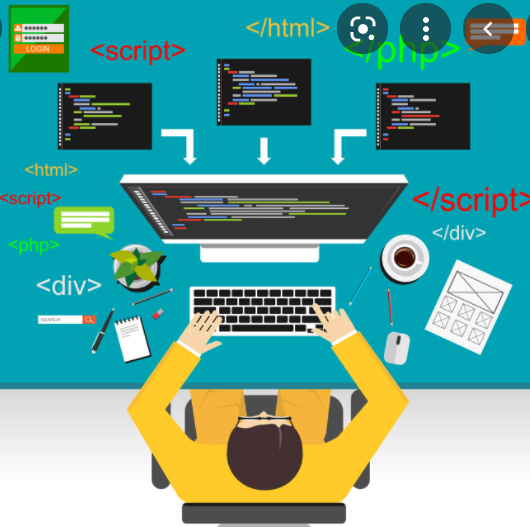 </html>
<script>
</php>
LOGIN
<html>
<script>
</script>
<php>
</div>
<div>
SEARCH